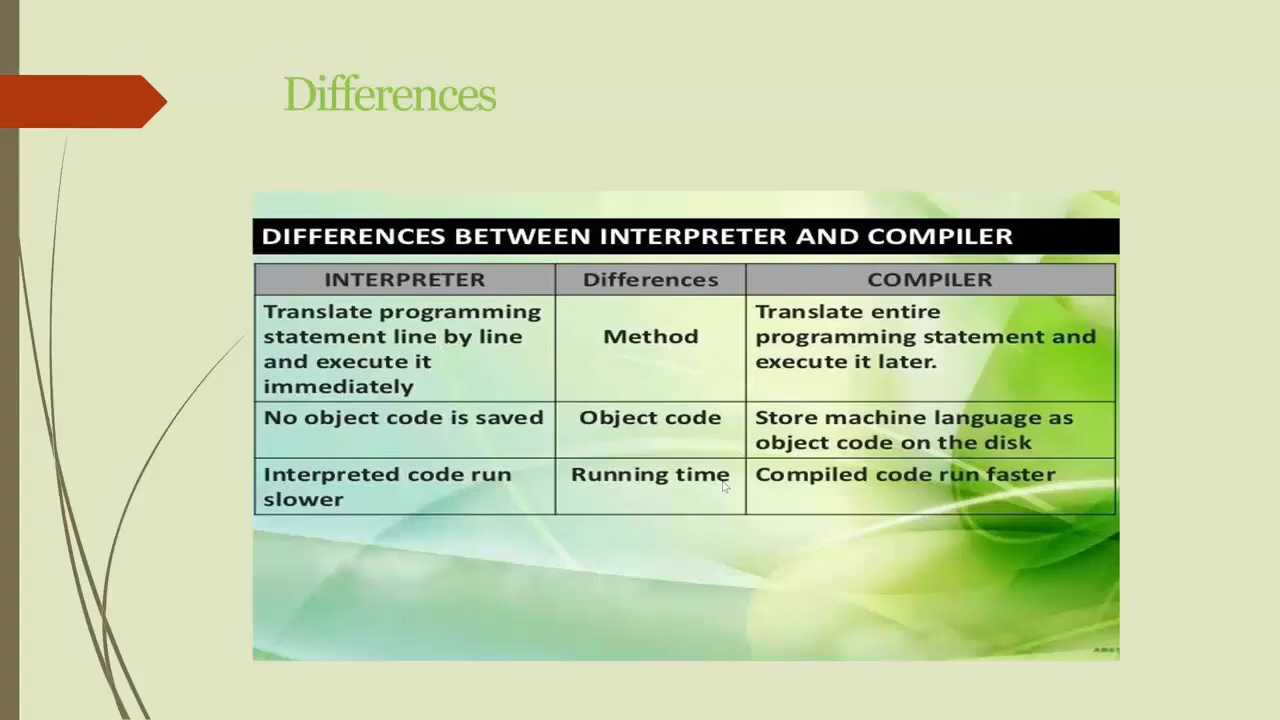 Differences
DIFFERENCES BETWEEN INTERPRETER AND COMPILER
INTERPRETER
Differences
COMPILER
Translate programming
statement line by line
and execute it
immediately
Method
Translate entire
programming statement and
execute it later.
No object code is saved
Object code
Store machine language as
object code on the disk
Interpreted code run
slower
Running time
Compiled code run faster